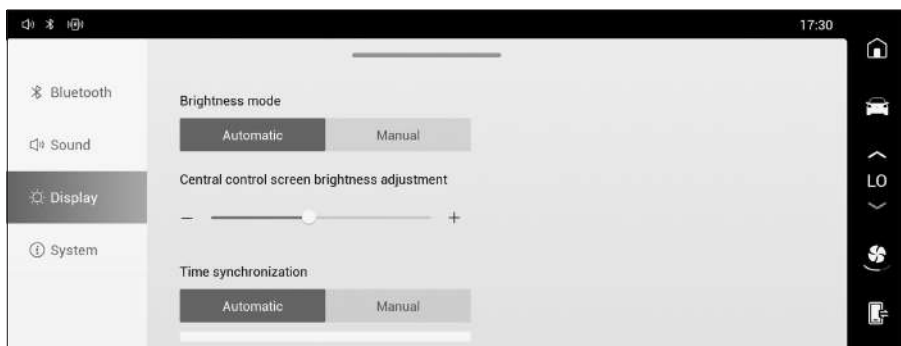 17:30
Bluetooth
Sound
Display
System
Brightness mode
Automatic Manual
Central control screen brightness adjustment
− +
Time synchronization
Automatic Manual
LO